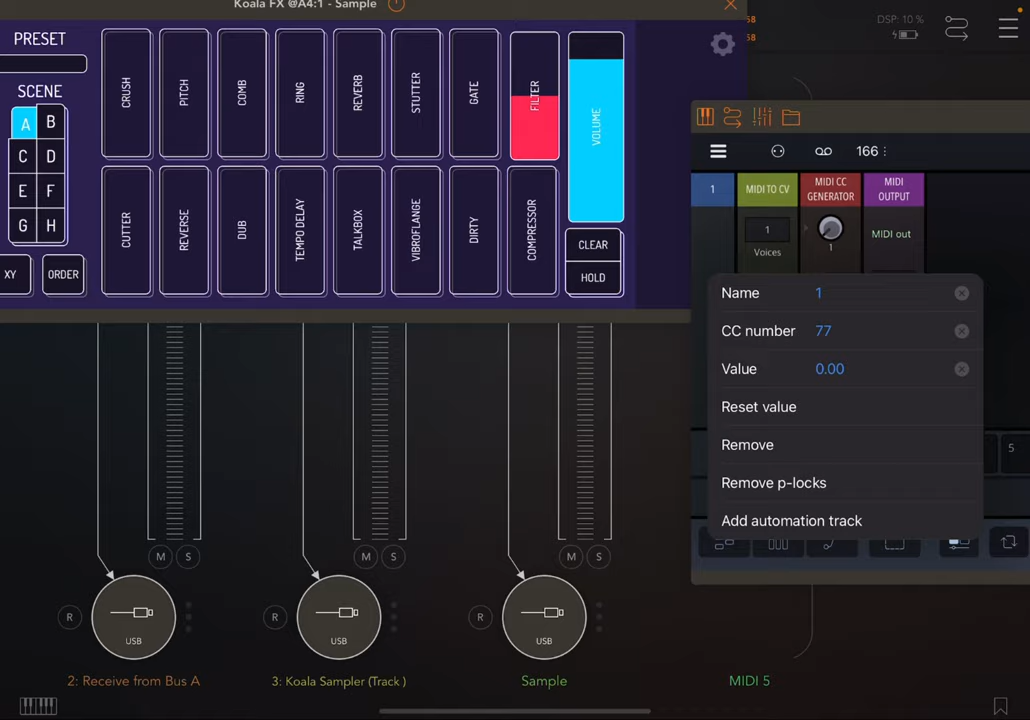 Koala FX @A4:1 - Sample
PRESET
SCENE
A
B
C
D
E
F
G
H
XY
ORDER
CRUSH
PITCH
COMB
RING
REVERB
STUTTER
GATE
FILTER
VOLUME
CUTTER
REVERSE
DUB
TEMPO DELAY
TALKBOX
VIBROFLANGE
DIRTY
COMPRESSOR
CLEAR
HOLD
58
58
DSP: 10 %
166
1
MIDI TO CV
MIDI CC
GENERATOR
MIDI
OUTPUT
1
Voices
1
MIDI out
Name 1
CC number 77
Value 0.00
Reset value
Remove
Remove p-locks
Add automation track
5
M S
M S
M S
R
USB
R
USB
R
USB
2: Receive from Bus A
3: Koala Sampler (Track )
Sample
MIDI 5